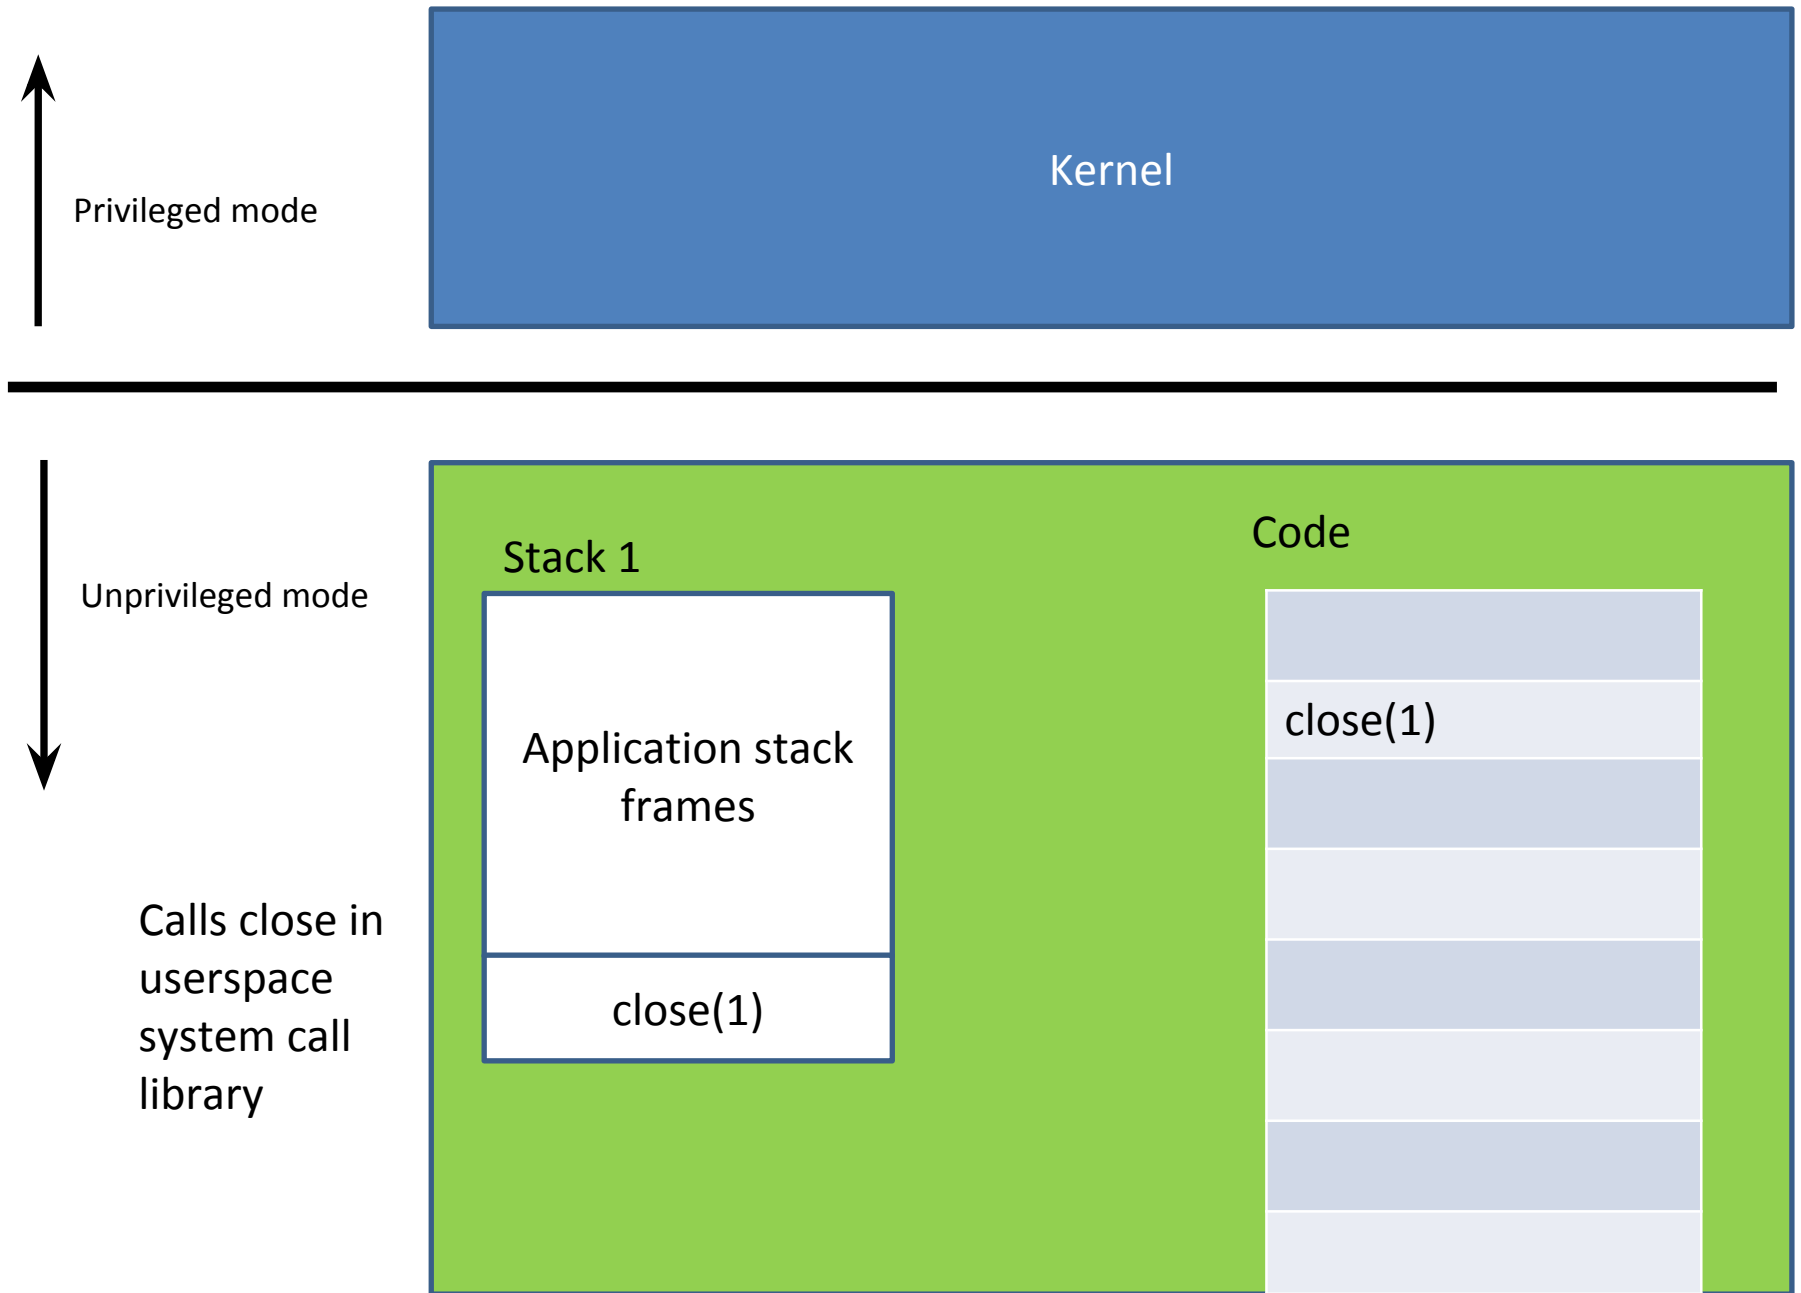 Kernel
Privileged mode
Code
Stack 1
Unprivileged mode
close(1)
Application stack
frames
Calls close in
userspace
system call
library
close(1)